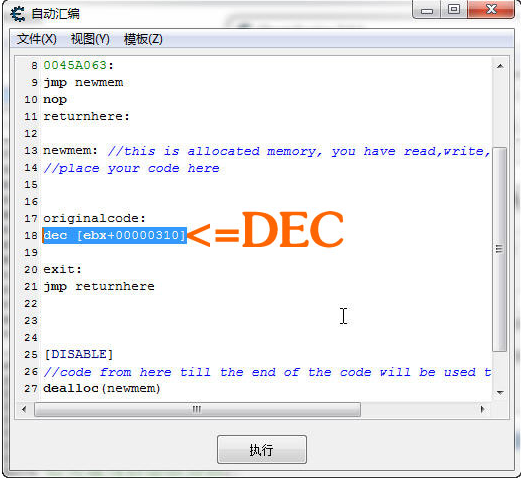 自动汇编
文件(X) 视图(Y) 模板(Z)
8 0045A063:
9 jmp newmem
10 nop
11 returnhere:
12
13 newmem: //this is allocated memory, you have read,write,
14 //place your code here
15
16
17 originalcode:
18 dec [ebx+00000310] <=DEC
19
20 exit:
21 jmp returnhere
22
23
24
25 [DISABLE]
26 //code from here till the end of the code will be used t
27 dealloc(newmem)
执行